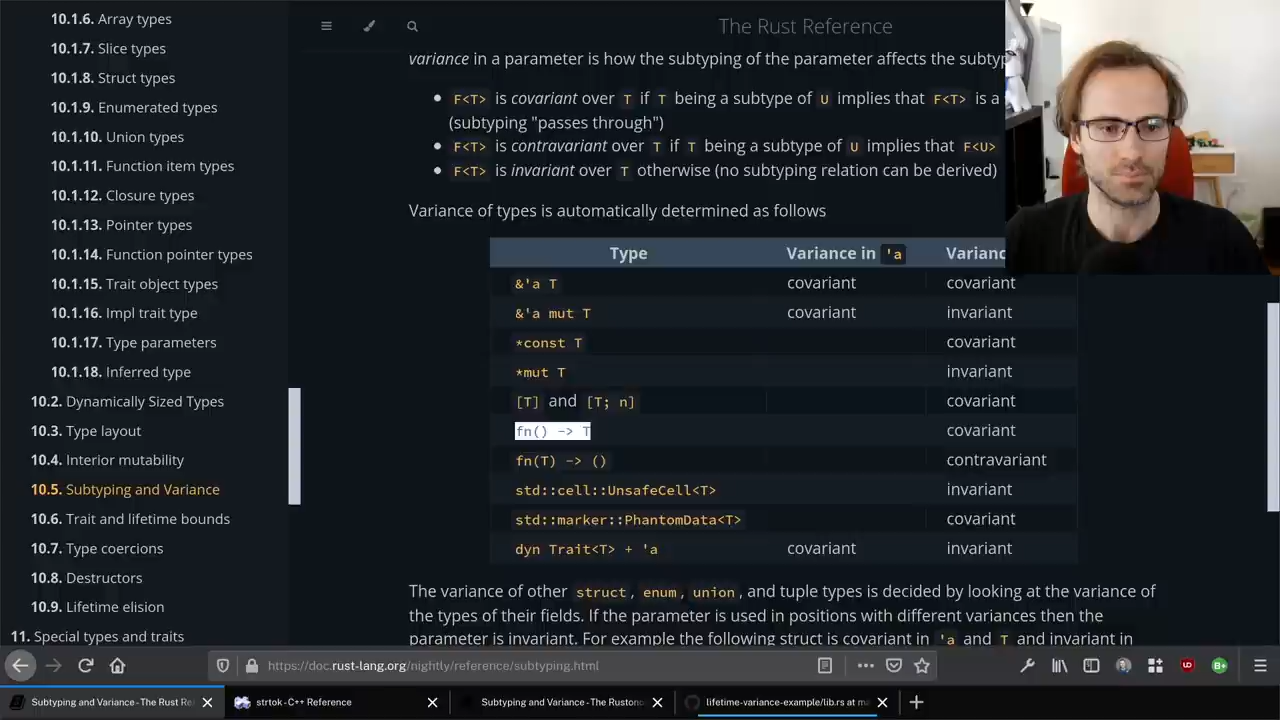 10.1.6. Array types
10.1.7. Slice types
10.1.8. Struct types
10.1.9. Enumerated types
10.1.10. Union types
10.1.11. Function item types
10.1.12. Closure types
10.1.13. Pointer types
10.1.14. Function pointer types
10.1.15. Trait object types
10.1.16. Impl trait type
10.1.17. Type parameters
10.1.18. Inferred type
10.2. Dynamically Sized Types
10.3. Type layout
10.4. Interior mutability
10.5. Subtyping and Variance
10.6. Trait and lifetime bounds
10.7. Type coercions
10.8. Destructors
10.9. Lifetime elision
11. Special types and traits
The Rust Reference
variance in a parameter is how the subtyping of the parameter affects the subtyp
F<T> is covariant over T if T being a subtype of U implies that F<T> is a
(subtyping "passes through")
F<T> is contravariant over T if T being a subtype of U implies that F<U>
F<T> is invariant over T otherwise (no subtyping relation can be derived)
Variance of types is automatically determined as follows
Type Variance in 'a Varianc
&'a T covariant covariant
&'a mut T covariant invariant
*const T covariant
*mut T invariant
[T] and [T; n] covariant
fn() -> T covariant
fn(T) -> () contravariant
std::cell::UnsafeCell<T> invariant
std::marker::PhantomData<T> covariant
dyn Trait<T> + 'a covariant invariant
The variance of other struct, enum, union, and tuple types is decided by looking at the variance of
the types of their fields. If the parameter is used in positions with different variances then the
parameter is invariant. For example the following struct is covariant in 'a and T and invariant in
https://doc.rust-lang.org/nightly/reference/subtyping.html
Subtyping and Variance - The Rust Re
strtok - C++ Reference
Subtyping and Variance - The Rustono
lifetime-variance-example/lib.rs at ma